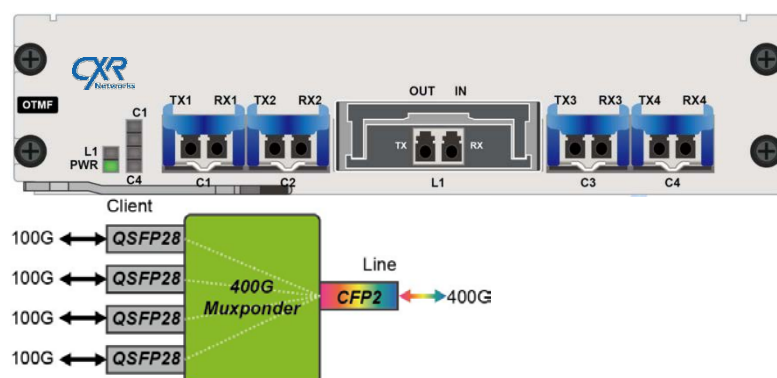 CXR
Networks
OTMF
C1
L1
PWR
C4
TX1 RX1
C1
TX2 RX2
C2
OUT IN
TX RX
L1
TX3 RX3
C3
TX4 RX4
C4
Client
100G QSFP28
100G QSFP28
100G QSFP28
100G QSFP28
400G
Muxponder
Line
CFP2 400G